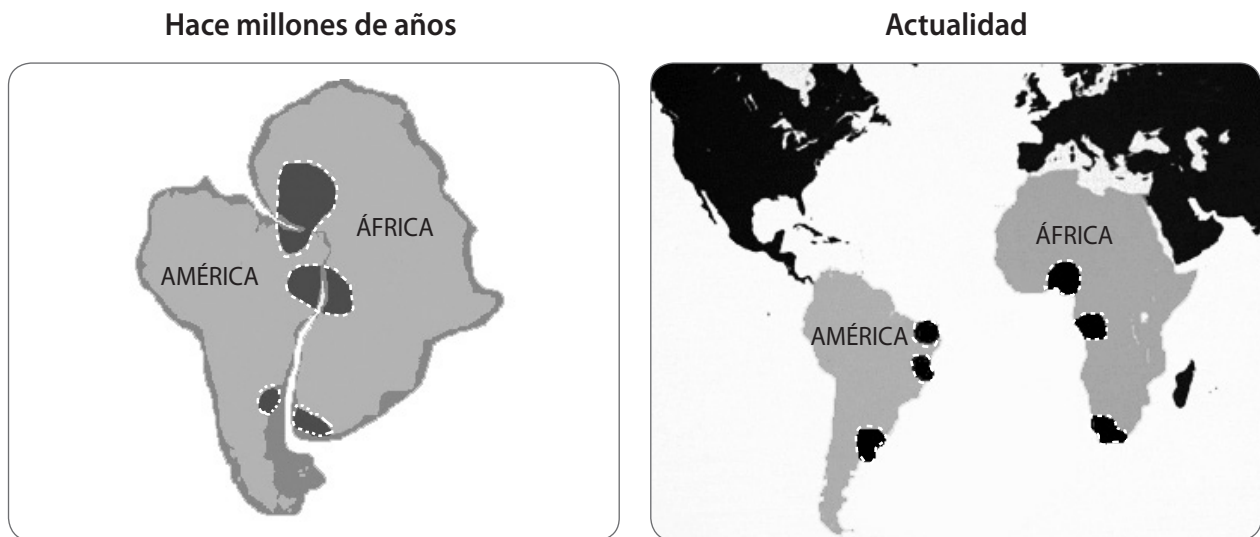 Hace millones de años
Actualidad
ÁFRICA
AMÉRICA
ÁFRICA
AMÉRICA